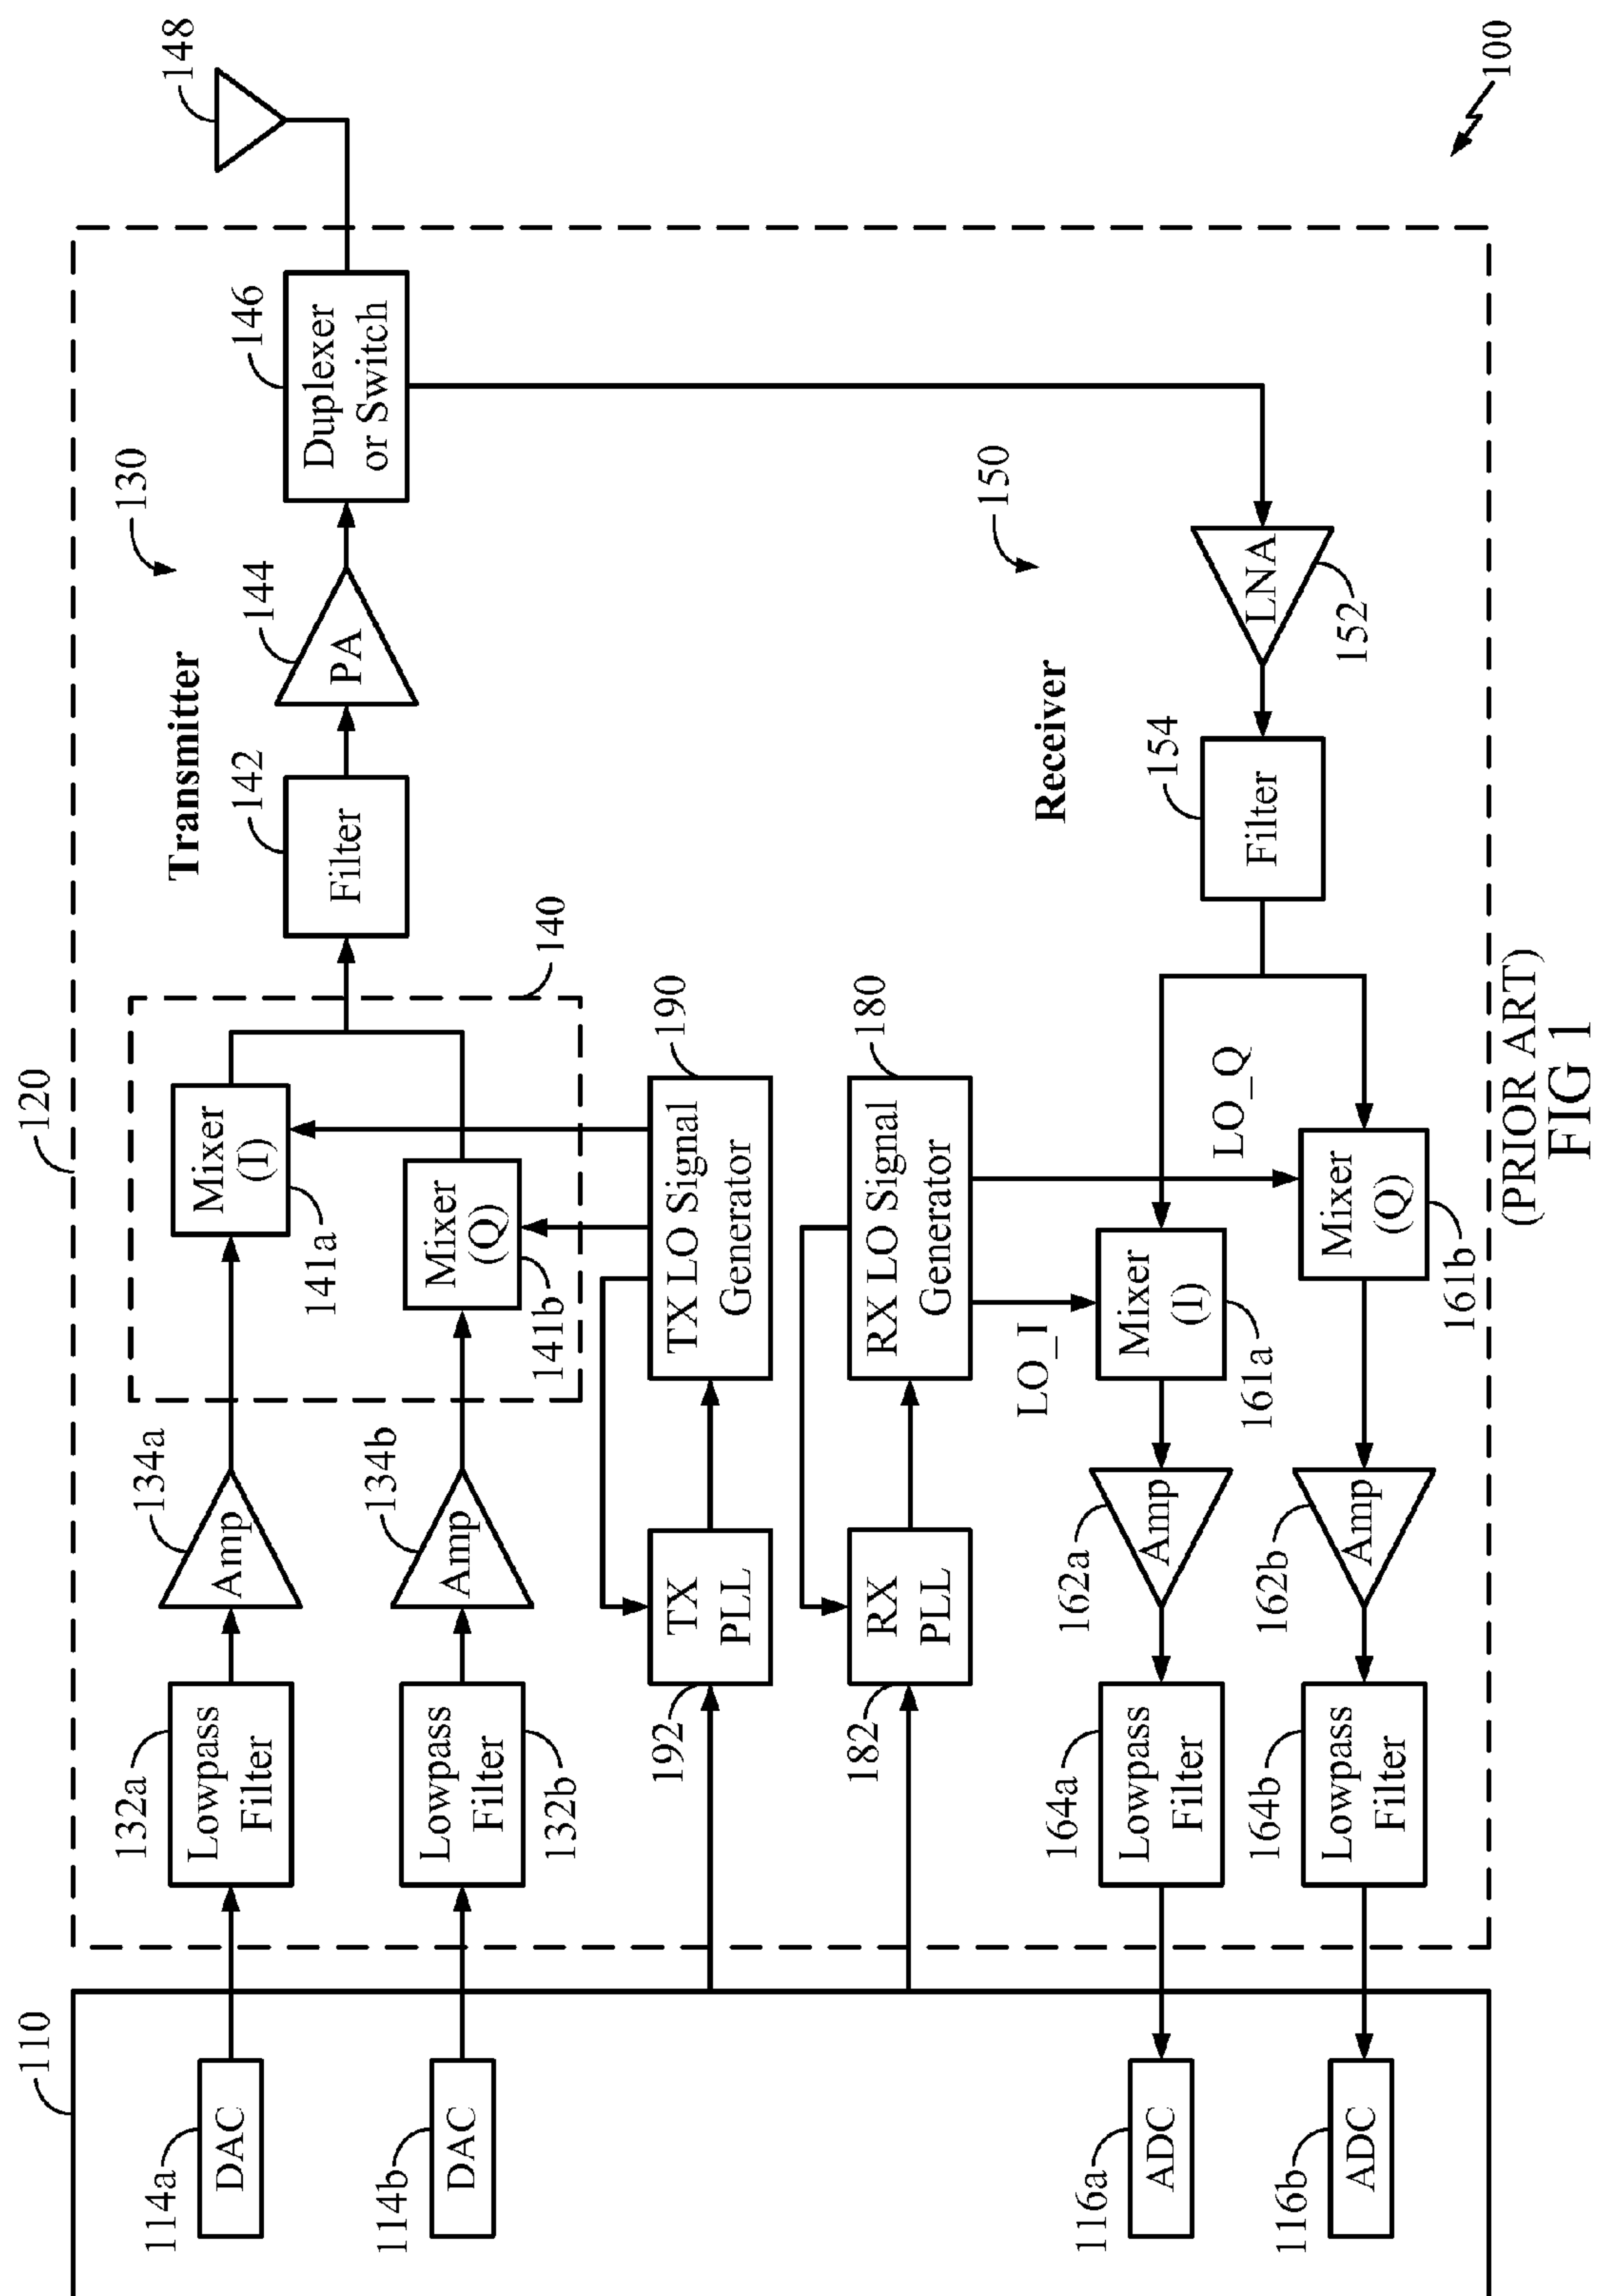 120
148
130
146
144
Transmitter
142
Duplexer
or Switch
PA
Filter
140
Mixer
(I)
141a
Mixer
(Q)
141b
134a
Amp
134b
Amp
132a
Lowpass
Filter
Lowpass
Filter
132b
110
114a
DAC
114b
DAC
190
TX LO Signal
Generator
TX
PLL
192
180
RX LO Signal
Generator
RX
PLL
182
150
Receiver
LNA
152
154
Filter
LO_Q
LO_I
Mixer
(I)
161a
Mixer
(Q)
161b
162a
Amp
162b
Amp
164a
Lowpass
Filter
164b
Lowpass
Filter
116a
ADC
116b
ADC
100
(PRIOR ART)
FIG 1